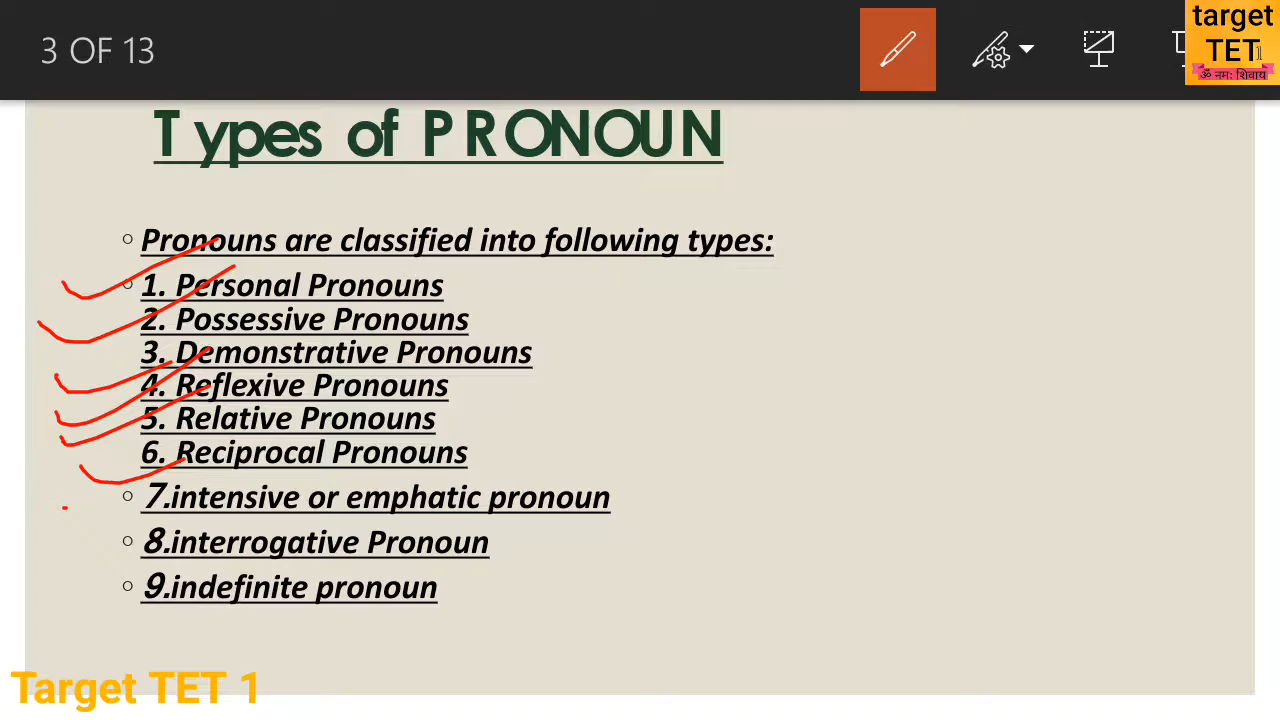 3 OF 13
target
TET1
ॐ नमः शिवाय
Types of PRONOUN
Pronouns are classified into following types:
1. Personal Pronouns
2. Possessive Pronouns
3. Demonstrative Pronouns
4. Reflexive Pronouns
5. Relative Pronouns
6. Reciprocal Pronouns
7.intensive or emphatic pronoun
8.interrogative Pronoun
9.indefinite pronoun
Target TET 1